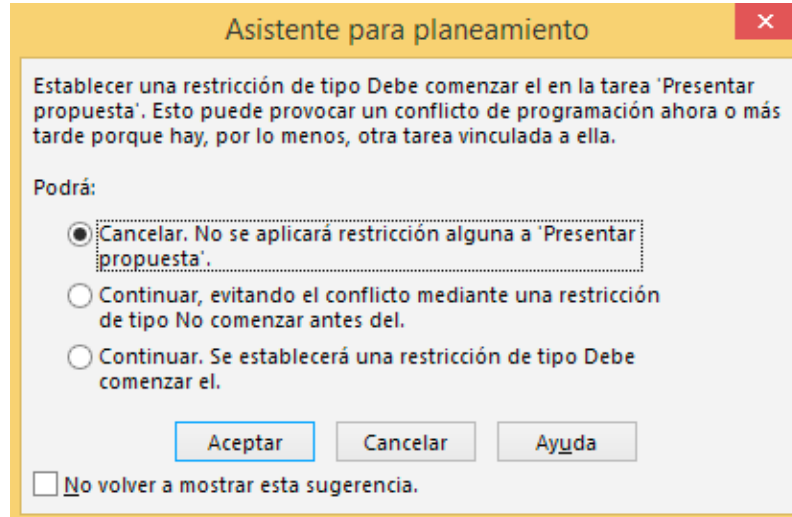 Asistente para planeamiento
Establecer una restricción de tipo Debe comenzar el en la tarea 'Presentar
propuesta'. Esto puede provocar un conflicto de programación ahora o más
tarde porque hay, por lo menos, otra tarea vinculada a ella.
Podrá:
Cancelar. No se aplicará restricción alguna a 'Presentar
propuesta'.
Continuar, evitando el conflicto mediante una restricción
de tipo No comenzar antes del.
Continuar. Se establecerá una restricción de tipo Debe
comenzar el.
Aceptar Cancelar Ayuda
No volver a mostrar esta sugerencia.